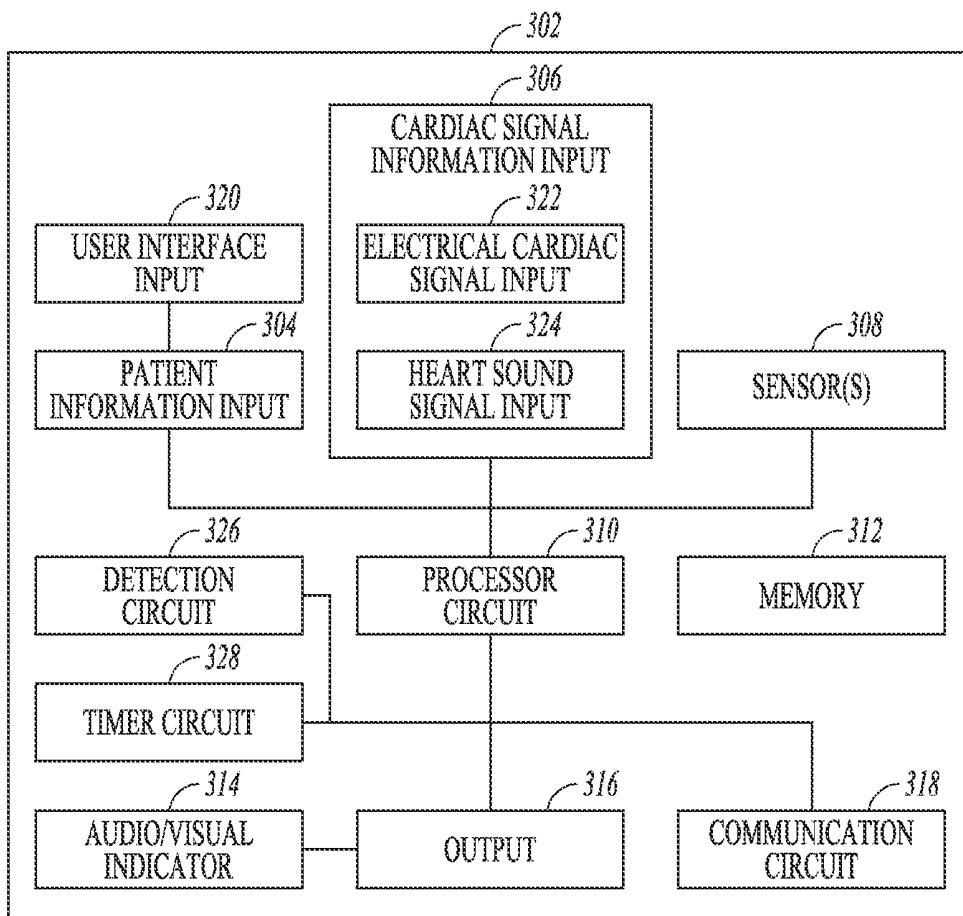 302
306
CARDIAC SIGNAL
INFORMATION INPUT
320
USER INTERFACE
INPUT
322
ELECTRICAL CARDIAC
SIGNAL INPUT
304
PATIENT
INFORMATION INPUT
324
HEART SOUND
SIGNAL INPUT
308
SENSOR(S)
326
DETECTION
CIRCUIT
310
PROCESSOR
CIRCUIT
312
MEMORY
328
TIMER CIRCUIT
314
AUDIO/VISUAL
INDICATOR
316
OUTPUT
318
COMMUNICATION
CIRCUIT